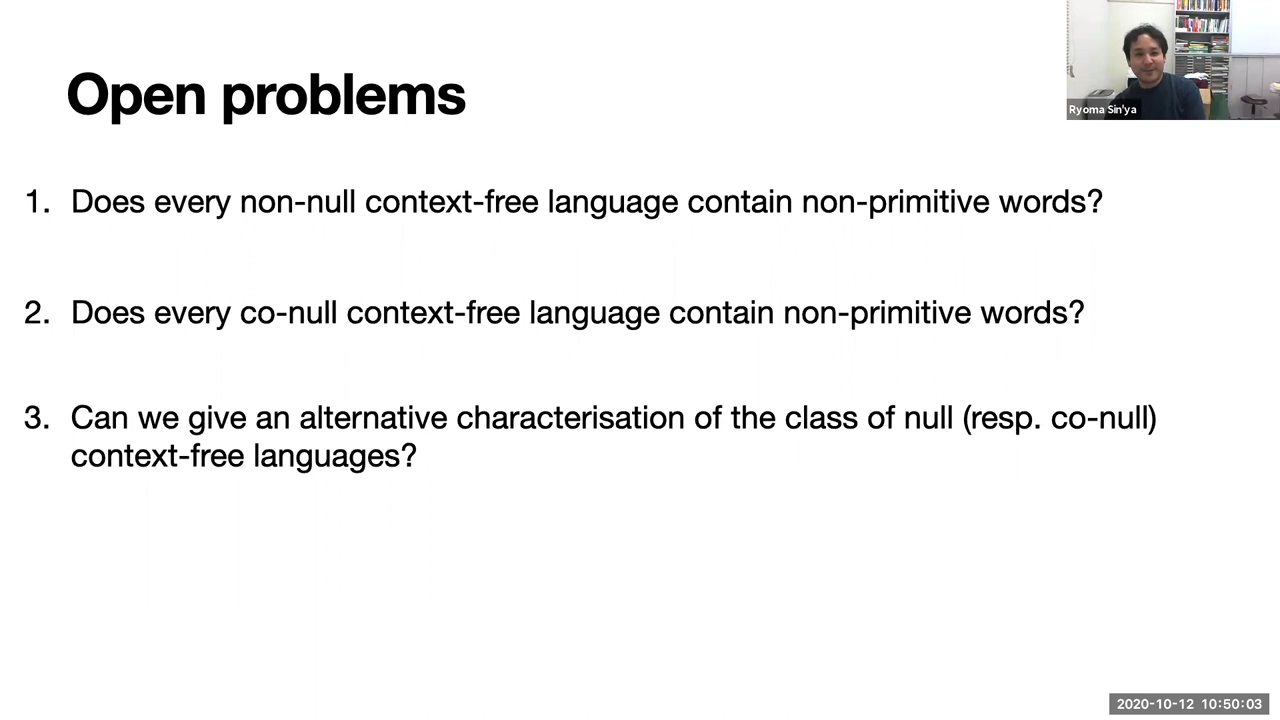 Open problems
Ryoma Sin'ya
1. Does every non-null context-free language contain non-primitive words?
2. Does every co-null context-free language contain non-primitive words?
3. Can we give an alternative characterisation of the class of null (resp. co-null)
context-free languages?
2020-10-12 10:50:03